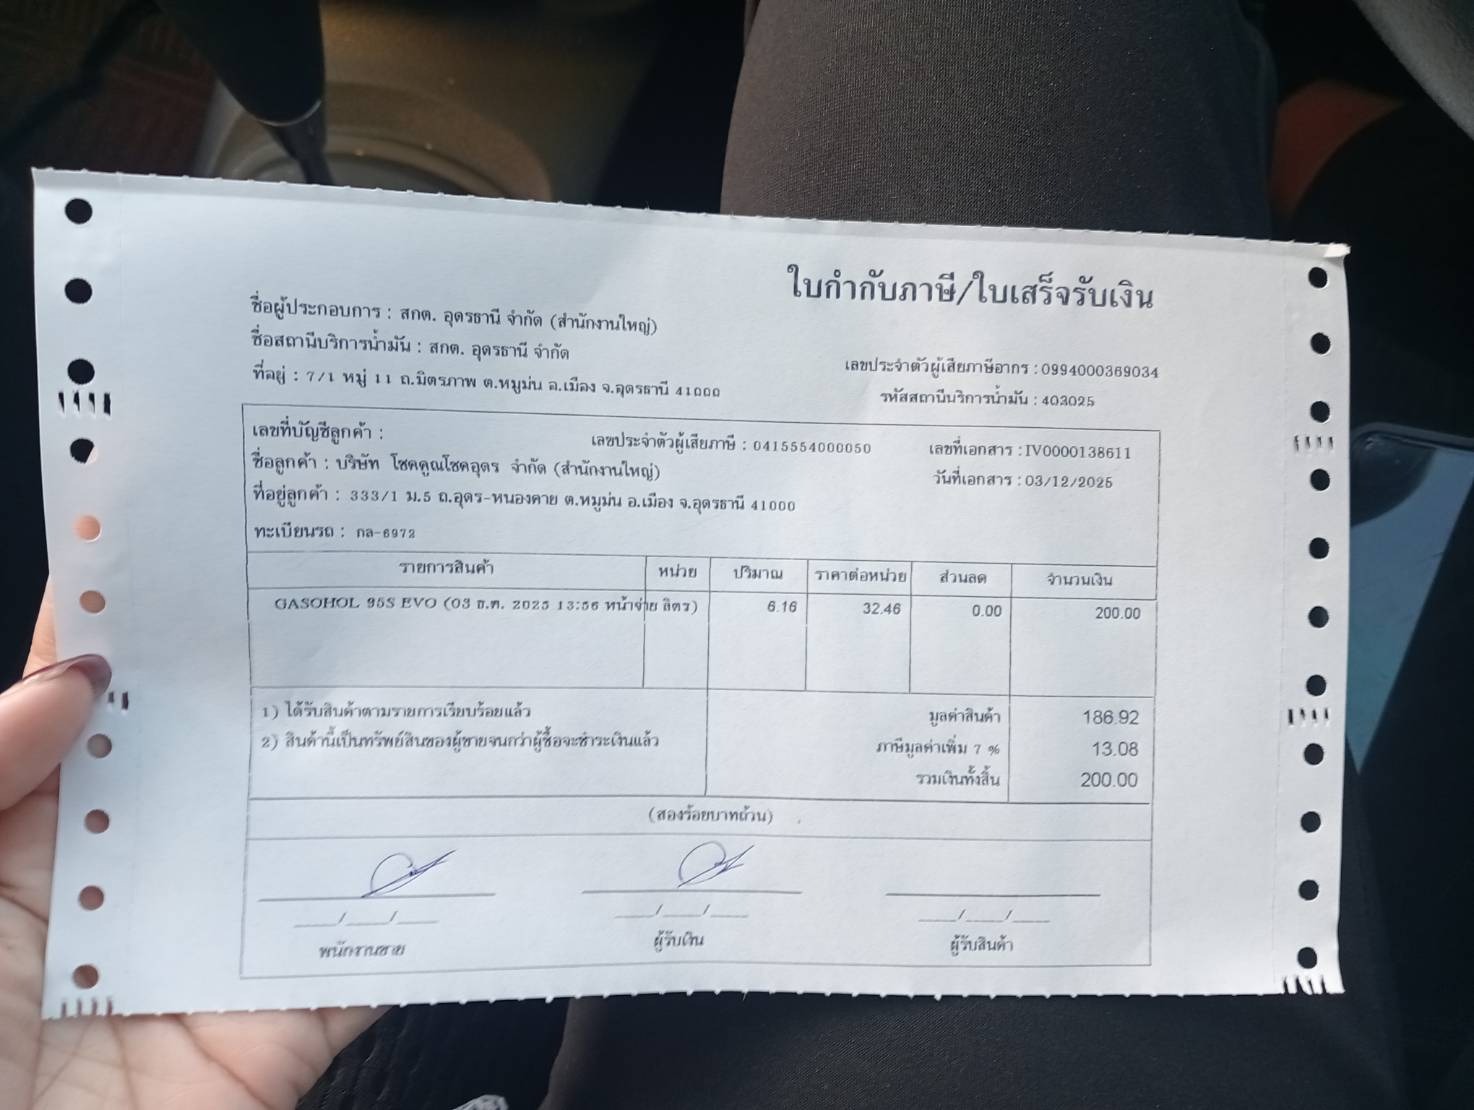 ใบกำกับภาษี/ใบเสร็จรับเงิน
ชื่อผู้ประกอบการ : สกต. อุดรธานี จำกัด (สำนักงานใหญ่)
ชื่อสถานีบริการน้ำมัน : สกต. อุดรธานี จำกัด
เลขประจำตัวผู้เสียภาษีอากร : 0994000369034
ที่อยู่ : 7/1 หมู่ 11 ถ.มิตรภาพ ต.หมูม่น อ.เมือง จ.อุดรธานี 41000
รหัสสถานีบริการน้ำมัน : 403025
เลขที่บัญชีลูกค้า : เลขประจำตัวผู้เสียภาษี : 0415554000050 เลขที่เอกสาร : IV0000138611
ชื่อลูกค้า : บริษัท โชคคูณโชคอุดร จำกัด (สำนักงานใหญ่) วันที่เอกสาร : 03/12/2025
ที่อยู่ลูกค้า : 333/1 ม.5 ถ.อุดร-หนองคาย ต.หมูม่น อ.เมือง จ.อุดรธานี 41000
ทะเบียนรถ : กล-6972
รายการสินค้า หน่วย ปริมาณ ราคาต่อหน่วย ส่วนลด จำนวนเงิน
GASOHOL 95S EVO (03 ธ.ค. 2025 13:56 หน้าจ่าย ลิตร) 6.16 32.46 0.00 200.00
1) ได้รับสินค้าตามรายการเรียบร้อยแล้ว มูลค่าสินค้า 186.92
2) สินค้านี้เป็นทรัพย์สินของผู้ขายจนกว่าผู้ซื้อจะชำระเงินแล้ว ภาษีมูลค่าเพิ่ม 7 % 13.08
รวมเงินทั้งสิ้น 200.00
(สองร้อยบาทถ้วน)
___/___/___ ___/___/___ ___/___/___
พนักงานขาย ผู้รับเงิน ผู้รับสินค้า